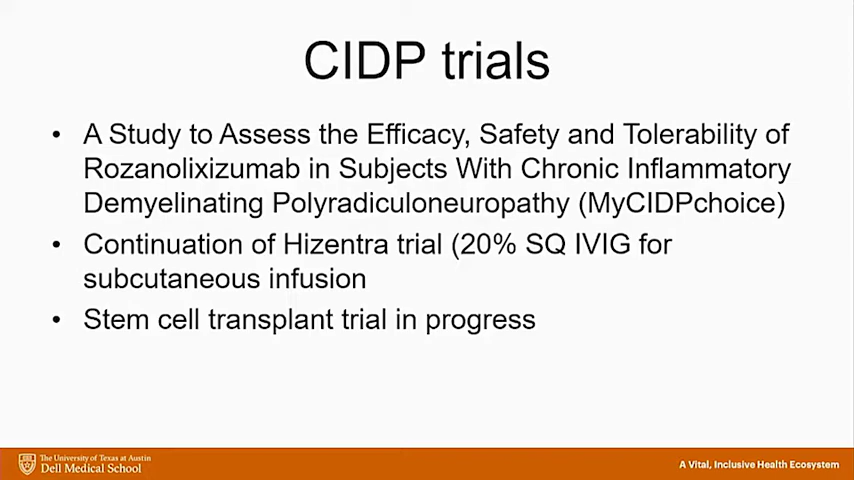 CIDP trials
• A Study to Assess the Efficacy, Safety and Tolerability of
Rozanolixizumab in Subjects With Chronic Inflammatory
Demyelinating Polyradiculoneuropathy (MyCIDPchoice)
• Continuation of Hizentra trial (20% SQ IVIG for
subcutaneous infusion
• Stem cell transplant trial in progress
The University of Texas at Austin
Dell Medical School
A Vital, Inclusive Health Ecosystem